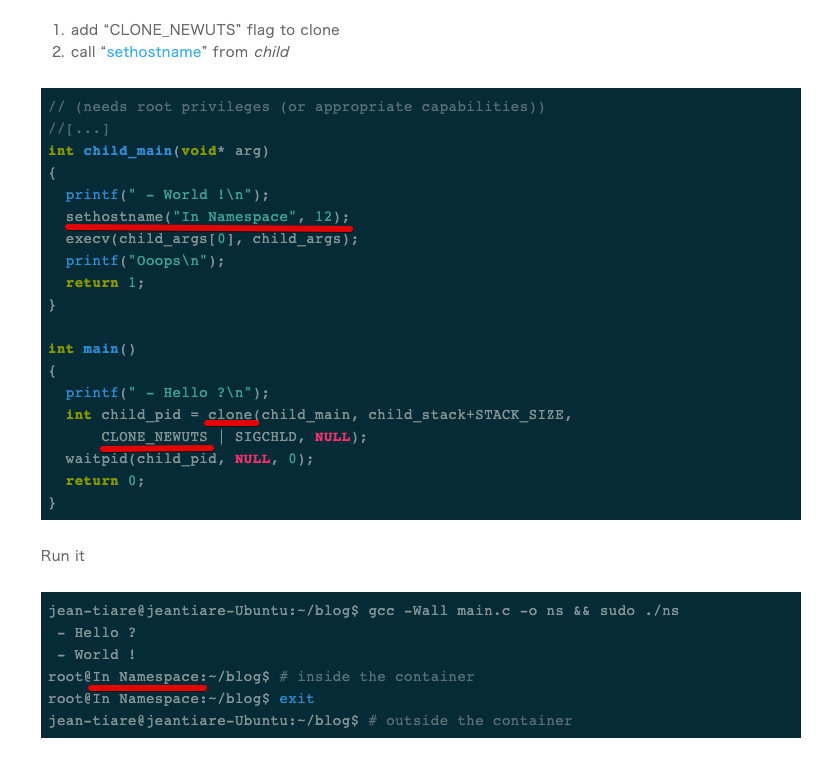 1. add “CLONE_NEWUTS” flag to clone
2. call “sethostname” from child
// (needs root privileges (or appropriate capabilities))
//[...]
int child_main(void* arg)
{
  printf(" - World !\n");
  sethostname("In Namespace", 12);
  execv(child_args[0], child_args);
  printf("Ooops\n");
  return 1;
}
int main()
{
  printf(" - Hello ?\n");
  int child_pid = clone(child_main, child_stack+STACK_SIZE,
      CLONE_NEWUTS | SIGCHLD, NULL);
  waitpid(child_pid, NULL, 0);
  return 0;
}
Run it
jean-tiare@jeantiare-Ubuntu:~/blog$ gcc -Wall main.c -o ns && sudo ./ns
 - Hello ?
 - World !
root@In Namespace:~/blog$ # inside the container
root@In Namespace:~/blog$ exit
jean-tiare@jeantiare-Ubuntu:~/blog$ # outside the container